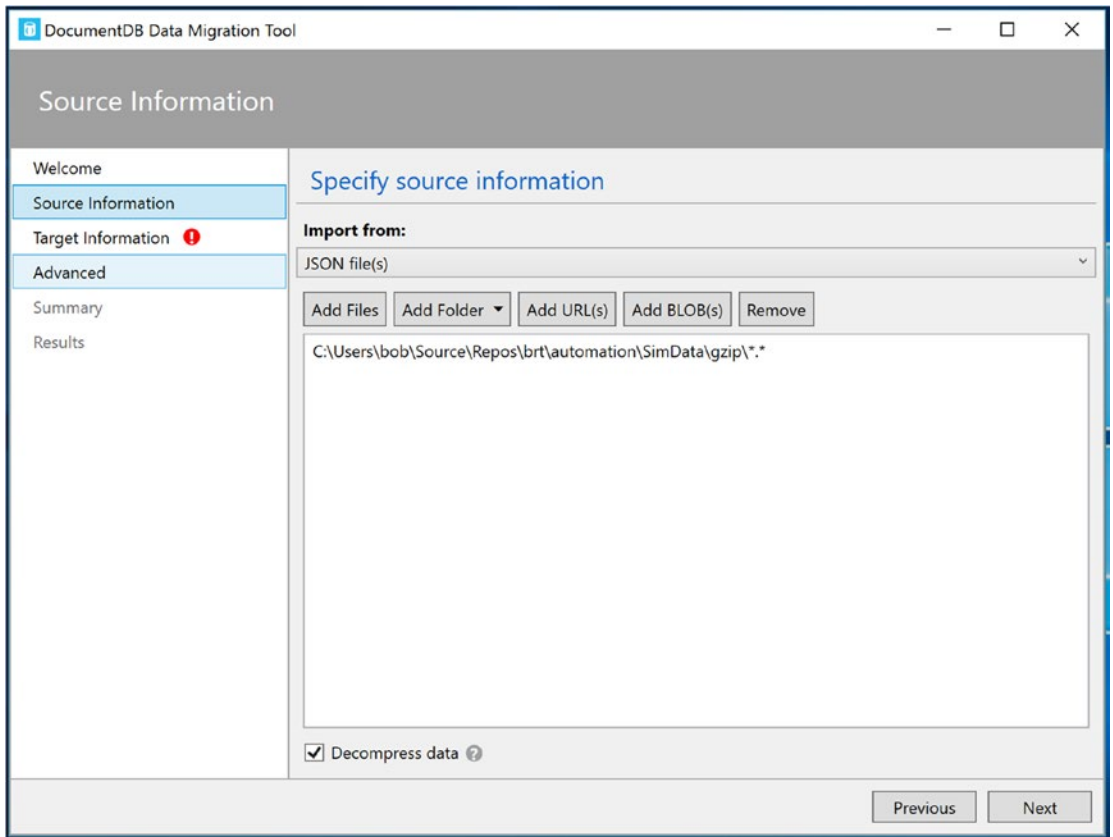 DocumentDB Data Migration Tool
Source Information
Welcome
Source Information
Target Information
Advanced
Summary
Results
Specify source information
Import from:
JSON file(s)
Add Files Add Folder Add URL(s) Add BLOB(s) Remove
C:\Users\bob\Source\Repos\brt\automation\SimData\gzip\*.*
Decompress data
Previous Next